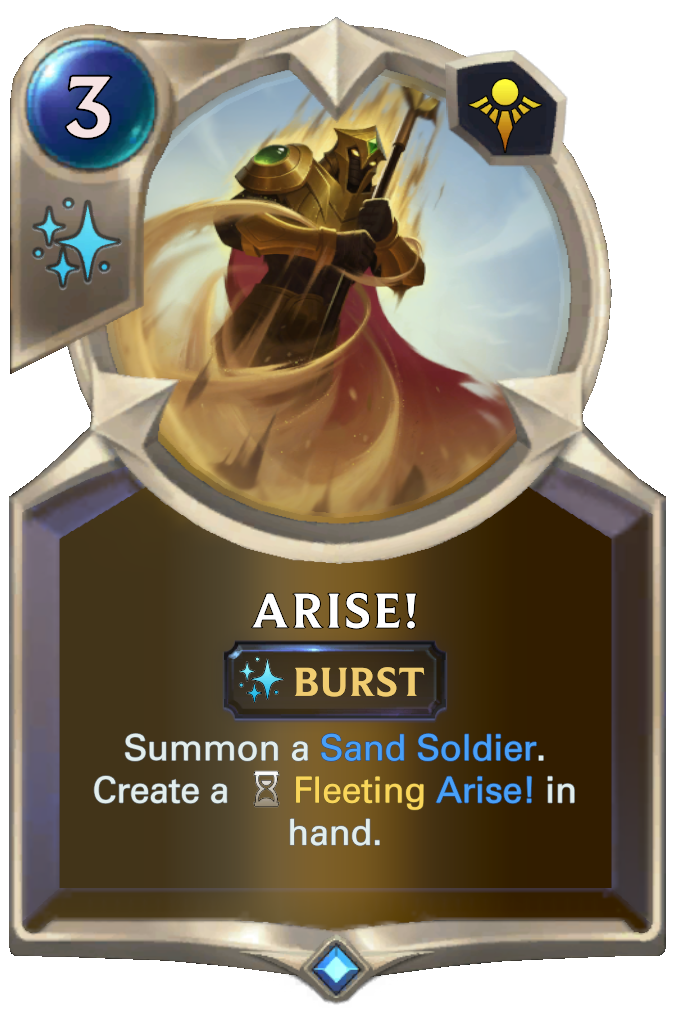 3
ARISE!
BURST
Summon a Sand Soldier.
Create a Fleeting Arise! in
hand.